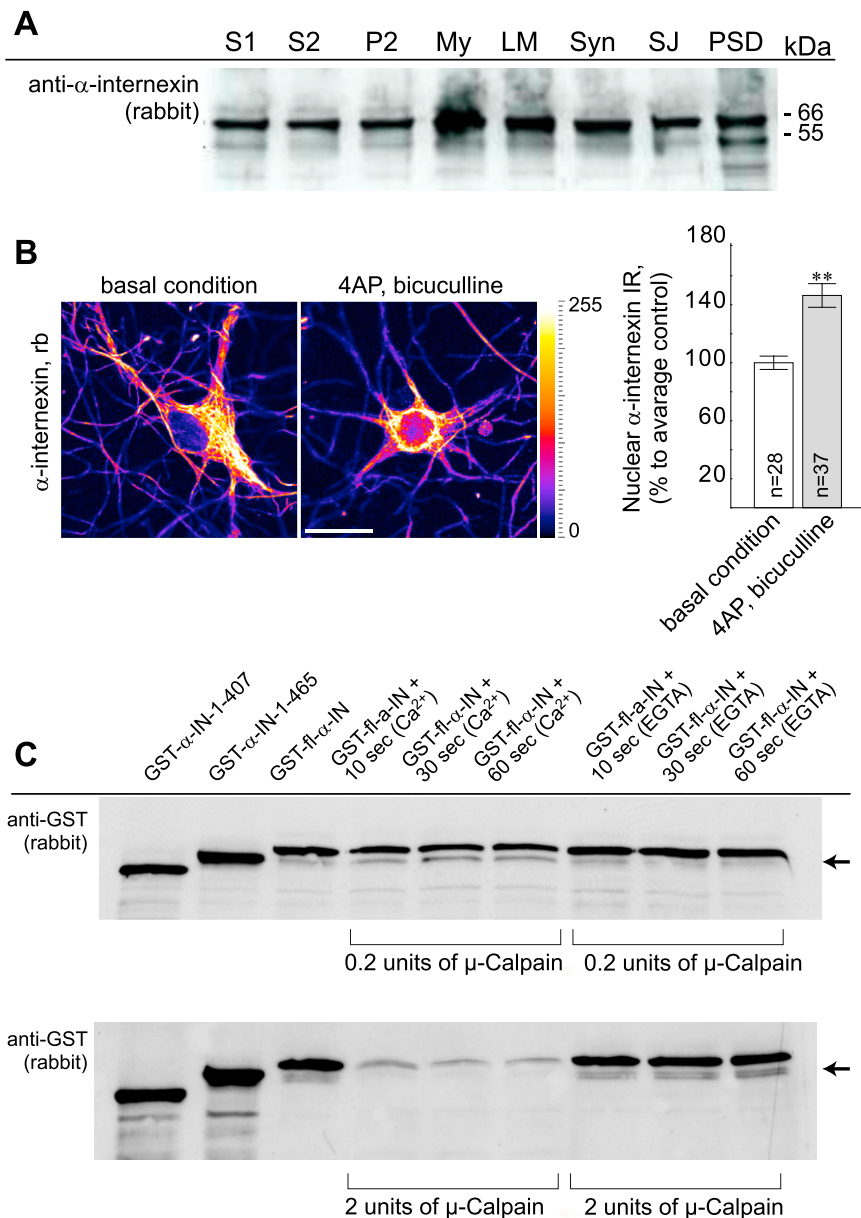 A
S1 S2 P2 My LM Syn SJ PSD kDa
anti-α-internexin
(rabbit)
- 66
- 55
B
basal condition
4AP, bicuculline
α-internexin, rb
255
0
Nuclear α-internexin IR,
(% to avarage control)
180
140
100
60
20
**
n=28
n=37
basal condition
4AP, bicuculline
C
GST-α-IN-1-407
GST-α-IN-1-465
GST-fl-α-IN
GST-fl-a-IN +
10 sec (Ca²⁺)
GST-fl-α-IN +
30 sec (Ca²⁺)
GST-fl-α-IN +
60 sec (Ca²⁺)
GST-fl-a-IN +
10 sec (EGTA)
GST-fl-α-IN +
30 sec (EGTA)
GST-fl-α-IN +
60 sec (EGTA)
anti-GST
(rabbit)
0.2 units of µ-Calpain
0.2 units of µ-Calpain
anti-GST
(rabbit)
2 units of µ-Calpain
2 units of µ-Calpain